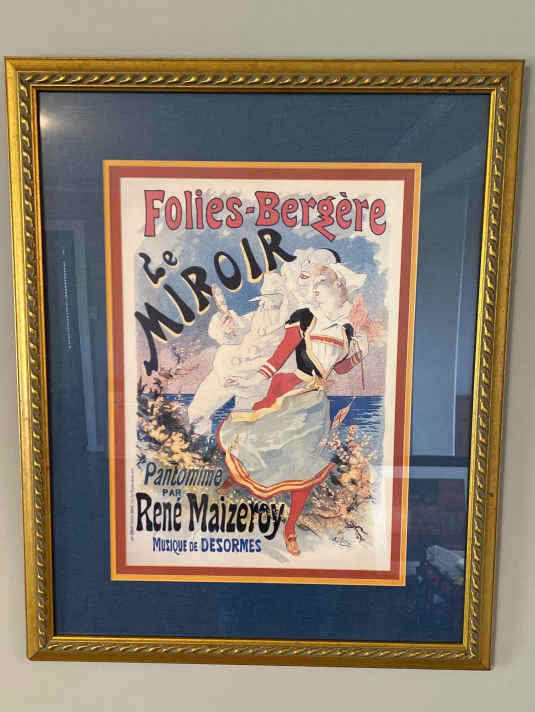 Folies-Bergère
Le
MIROIR
Pantomime
PAR
René Maizeroy
MUSIQUE DE DESORMES